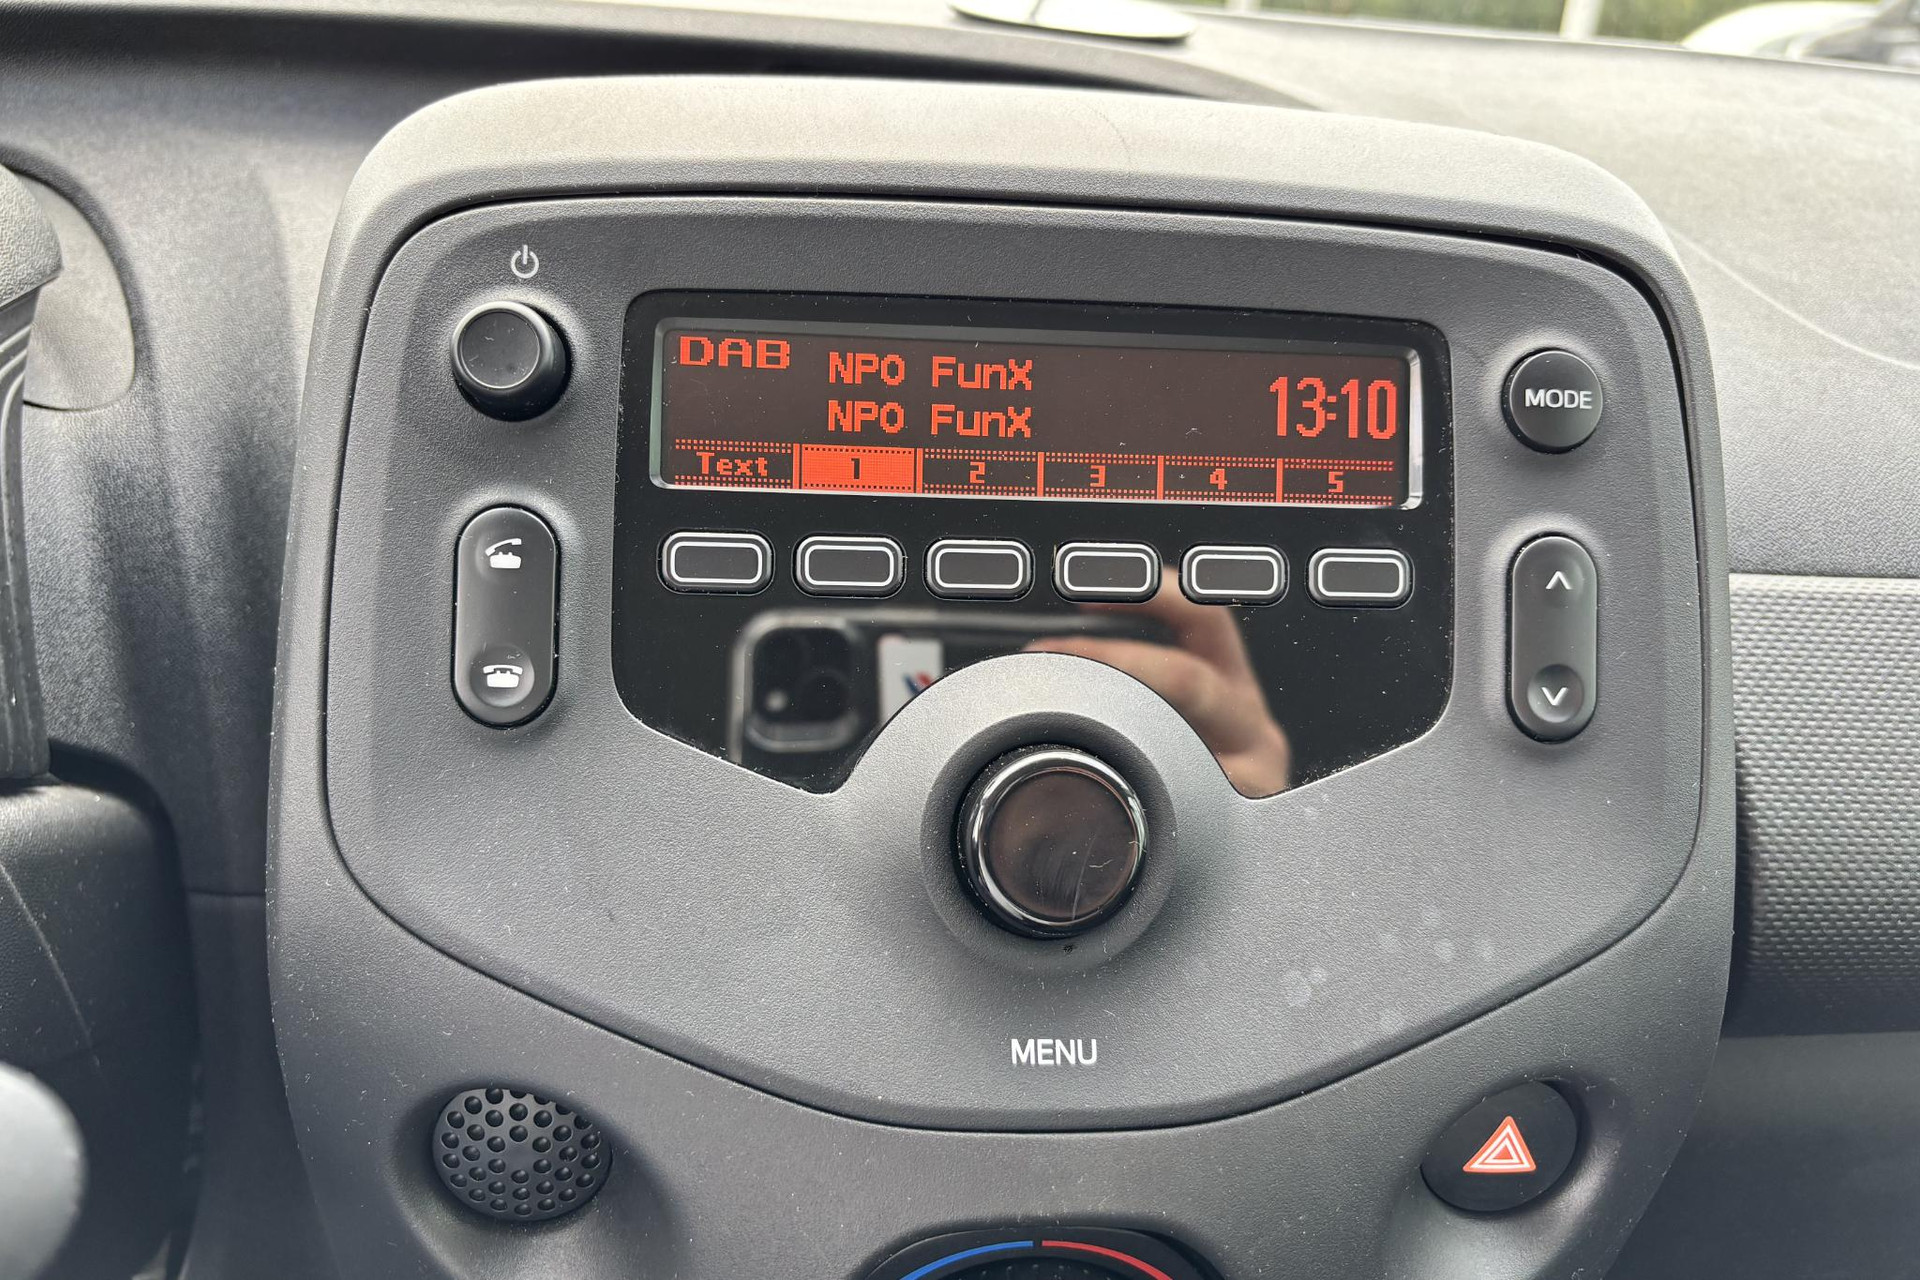 DAB NPO FunX 13:10
NPO FunX
Text 1 2 3 4 5
MODE
MENU